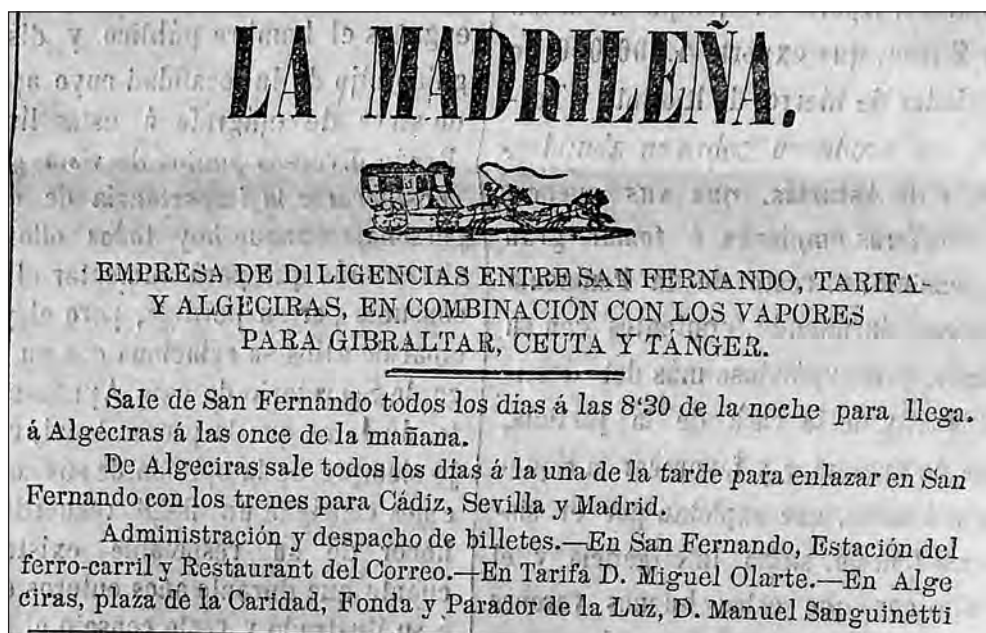 LA MADRILEÑA.
EMPRESA DE DILIGENCIAS ENTRE SAN FERNANDO, TARIFA-
Y ALGECIRAS, EN COMBINACIÓN CON LOS VAPORES
PARA GIBRALTAR, CEUTA Y TÁNGER.
Sale de San Fernando todos los días á las 8'30 de la noche para llega.
á Algeciras á las once de la mañana.
De Algeciras sale todos los días á la una de la tarde para enlazar en San
Fernando con los trenes para Cádiz, Sevilla y Madrid.
Administración y despacho de billetes.—En San Fernando, Estación del
ferro-carril y Restaurant del Correo.—En Tarifa D. Miguel Olarte.—En Alge
ciras, plaza de la Caridad, Fonda y Parador de la Luz, D. Manuel Sanguinetti